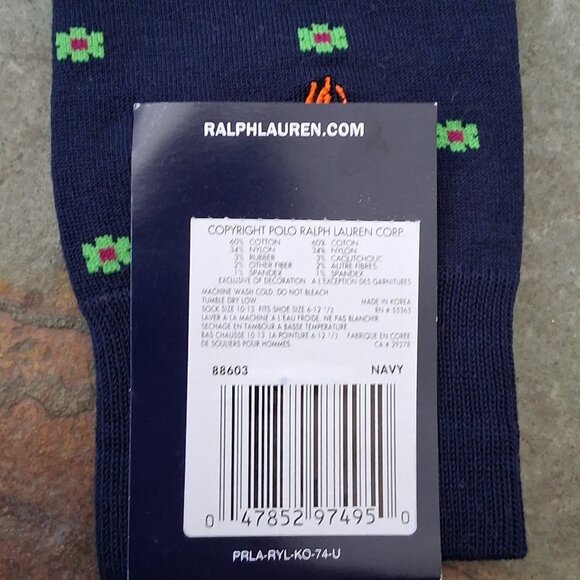 RALPHLAUREN.COM
COPYRIGHT POLO RALPH LAUREN CORP.
60% COTTON 60% COTON
34% NYLON 34% NYLON
3% RUBBER 3% CAOUTCHOUC
2% OTHER FIBER 2% AUTRE FIBRES
1% SPANDEX 1% SPANDEX
EXCLUSIVE OF DECORATION - A L'EXCEPTION DES GARNITURES
MACHINE WASH COLD. DO NOT BLEACH
TUMBLE DRY LOW. MADE IN KOREA
SOCK SIZE 10-13 FITS SHOE SIZE 6-12 1/2 RN # 55365
LAVER A LA MACHINE A L'EAU FROIDE. NE PAS BLANCHIR.
SECHAGE EN TAMBOUR A BASSE TEMPERATURE
BAS CHAUSSE 10-13. LA POINTURE 6-12 1/2 FABRIQUE EN COREE
DE SOULIERS POUR HOMMES. CA # 29278
88603 NAVY
0 47852 97495 0
PRLA-RYL-KO-74-U